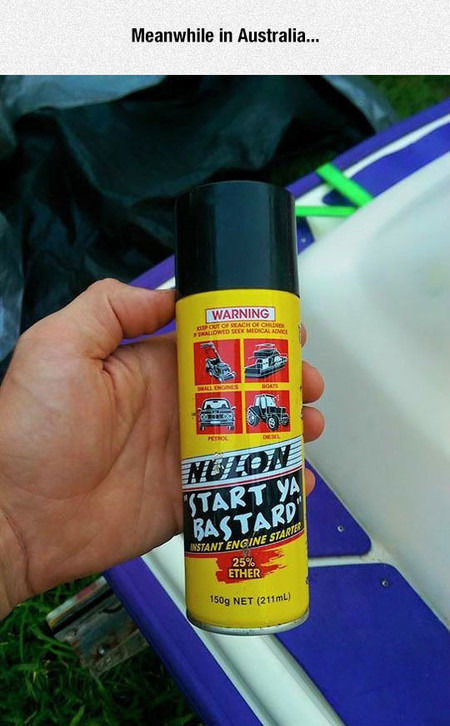 Meanwhile in Australia...
WARNING
KEEP OUT OF REACH OF CHILDREN
IF SWALLOWED SEEK MEDICAL ADVICE
SMALL ENGINES BOATS
PETROL DIESEL
NULON
"START YA
BASTARD"
INSTANT ENGINE STARTER
25%
ETHER
150g NET (211mL)